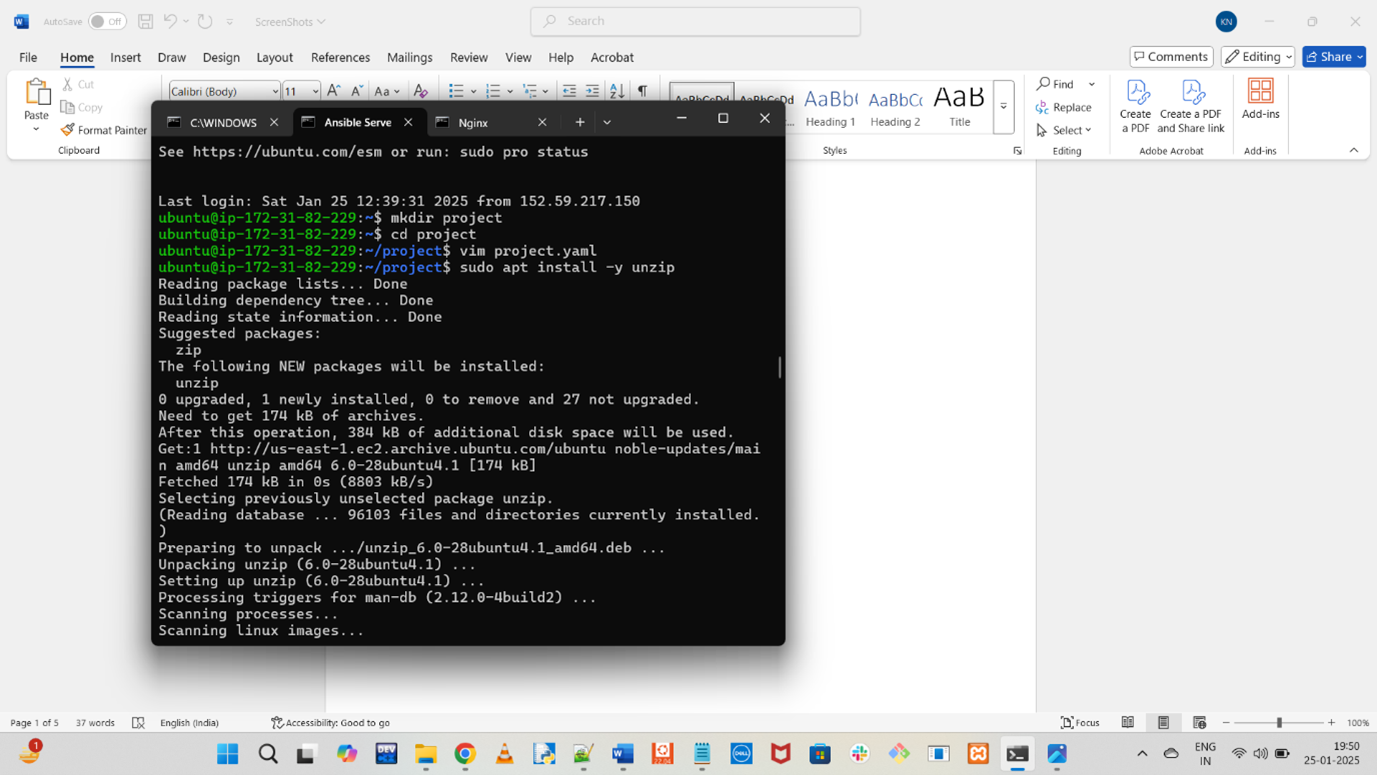 AutoSave Off ScreenShots Search KN
File Home Insert Draw Design Layout References Mailings Review View Help Acrobat Comments Editing Share
Paste
Cut
Copy
Format Painter
Clipboard
Calibri (Body) 11 Aa
AaBbCcDd AaBbCcDd AaBb( AaBbCc AaB
Heading 1 Heading 2 Title
Styles
Find
Replace
Select
Editing
Create a PDF
Create a PDF and Share link
Adobe Acrobat
Add-ins
Add-ins
C:\WINDOWS Ansible Serve Nginx
See https://ubuntu.com/esm or run: sudo pro status
Last login: Sat Jan 25 12:39:31 2025 from 152.59.217.150
ubuntu@ip-172-31-82-229:~$ mkdir project
ubuntu@ip-172-31-82-229:~$ cd project
ubuntu@ip-172-31-82-229:~/project$ vim project.yaml
ubuntu@ip-172-31-82-229:~/project$ sudo apt install -y unzip
Reading package lists... Done
Building dependency tree... Done
Reading state information... Done
Suggested packages:
zip
The following NEW packages will be installed:
unzip
0 upgraded, 1 newly installed, 0 to remove and 27 not upgraded.
Need to get 174 kB of archives.
After this operation, 384 kB of additional disk space will be used.
Get:1 http://us-east-1.ec2.archive.ubuntu.com/ubuntu noble-updates/mai
n amd64 unzip amd64 6.0-28ubuntu4.1 [174 kB]
Fetched 174 kB in 0s (8803 kB/s)
Selecting previously unselected package unzip.
(Reading database ... 96103 files and directories currently installed.
)
Preparing to unpack .../unzip_6.0-28ubuntu4.1_amd64.deb ...
Unpacking unzip (6.0-28ubuntu4.1) ...
Setting up unzip (6.0-28ubuntu4.1) ...
Processing triggers for man-db (2.12.0-4build2) ...
Scanning processes...
Scanning linux images...
Page 1 of 5 37 words English (India) Accessibility: Good to go Focus 100%
1 DEV 22.04 DELL ENG
IN
19:50
25-01-2025